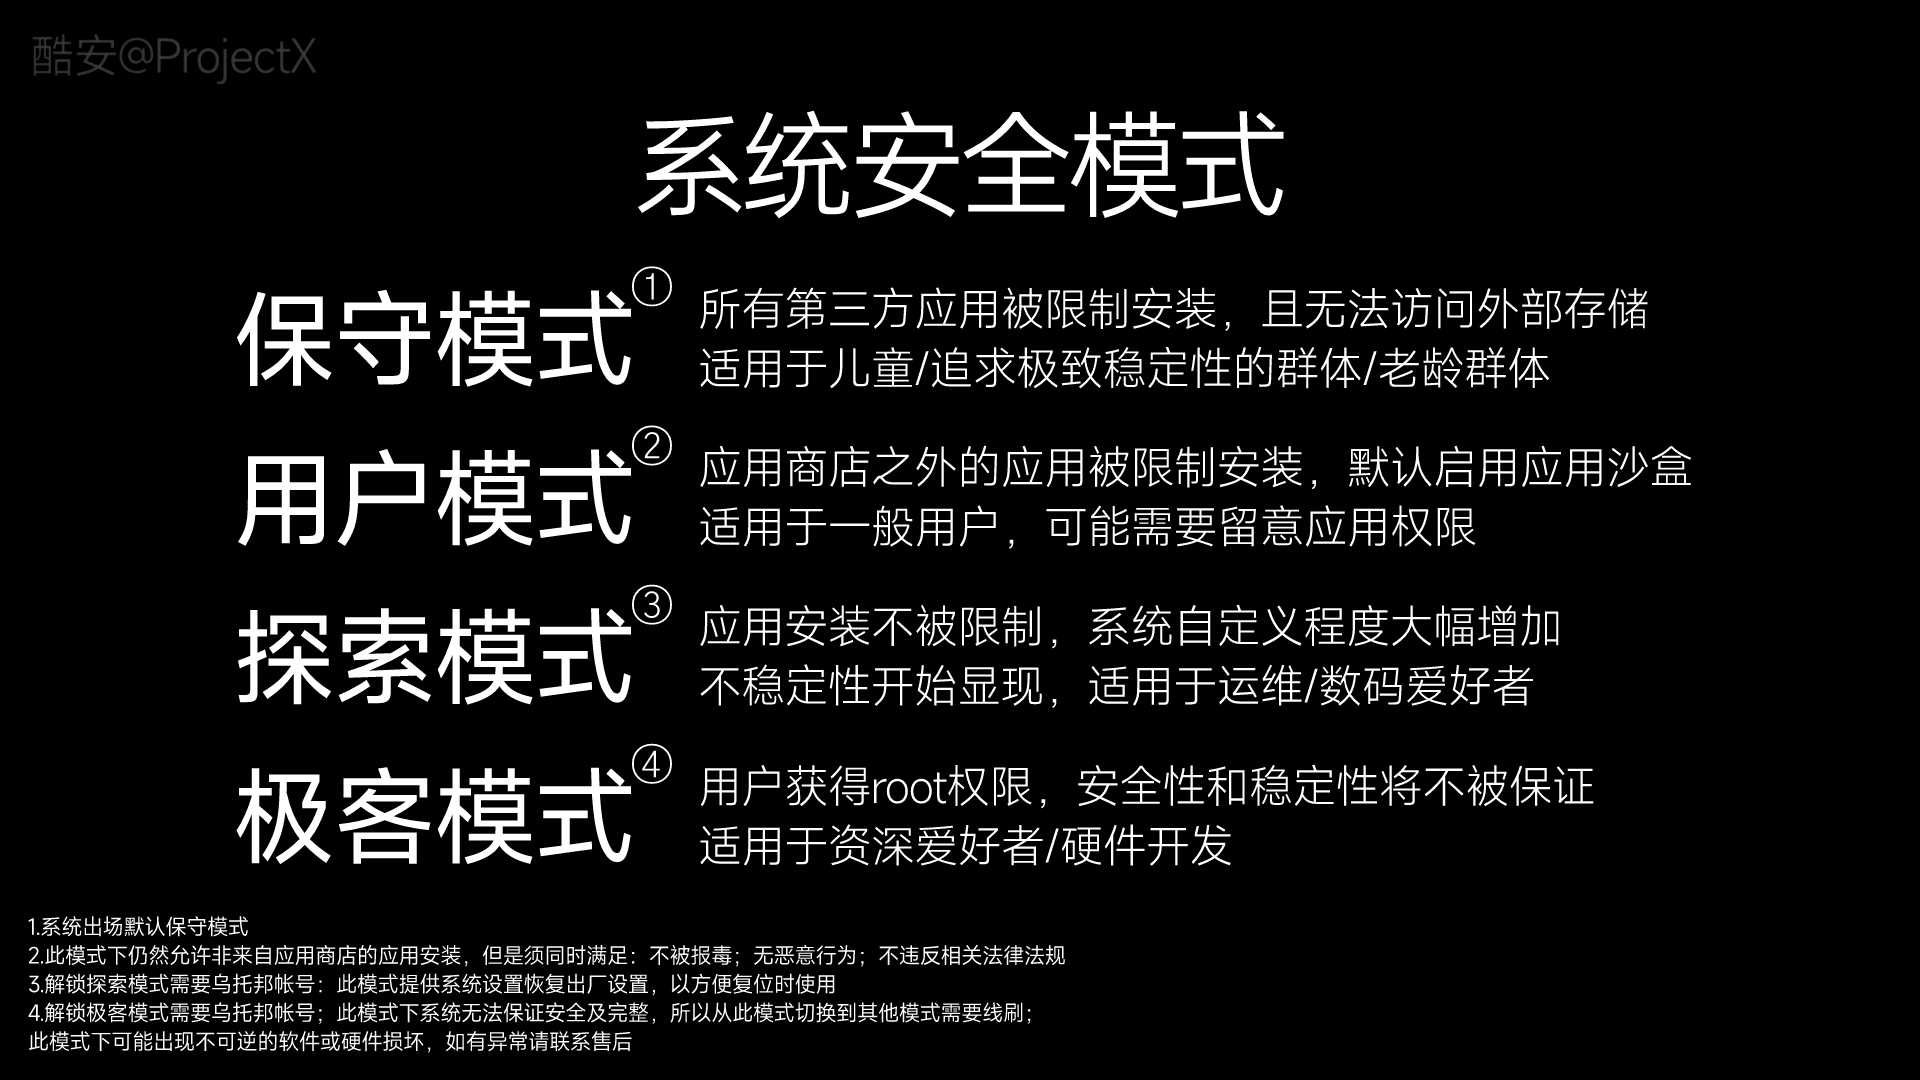 酷安@ProjectX
系统安全模式
保守模式①
所有第三方应用被限制安装，且无法访问外部存储
适用于儿童/追求极致稳定性的群体/老龄群体
用户模式②
应用商店之外的应用被限制安装，默认启用应用沙盒
适用于一般用户，可能需要留意应用权限
探索模式③
应用安装不被限制，系统自定义程度大幅增加
不稳定性开始显现，适用于运维/数码爱好者
极客模式④
用户获得root权限，安全性和稳定性将不被保证
适用于资深爱好者/硬件开发
1.系统出场默认保守模式
2.此模式下仍然允许非来自应用商店的应用安装，但是须同时满足：不被报毒；无恶意行为；不违反相关法律法规
3.解锁探索模式需要乌托邦帐号：此模式提供系统设置恢复出厂设置，以方便复位时使用
4.解锁极客模式需要乌托邦帐号；此模式下系统无法保证安全及完整，所以从此模式切换到其他模式需要线刷；
此模式下可能出现不可逆的软件或硬件损坏，如有异常请联系售后